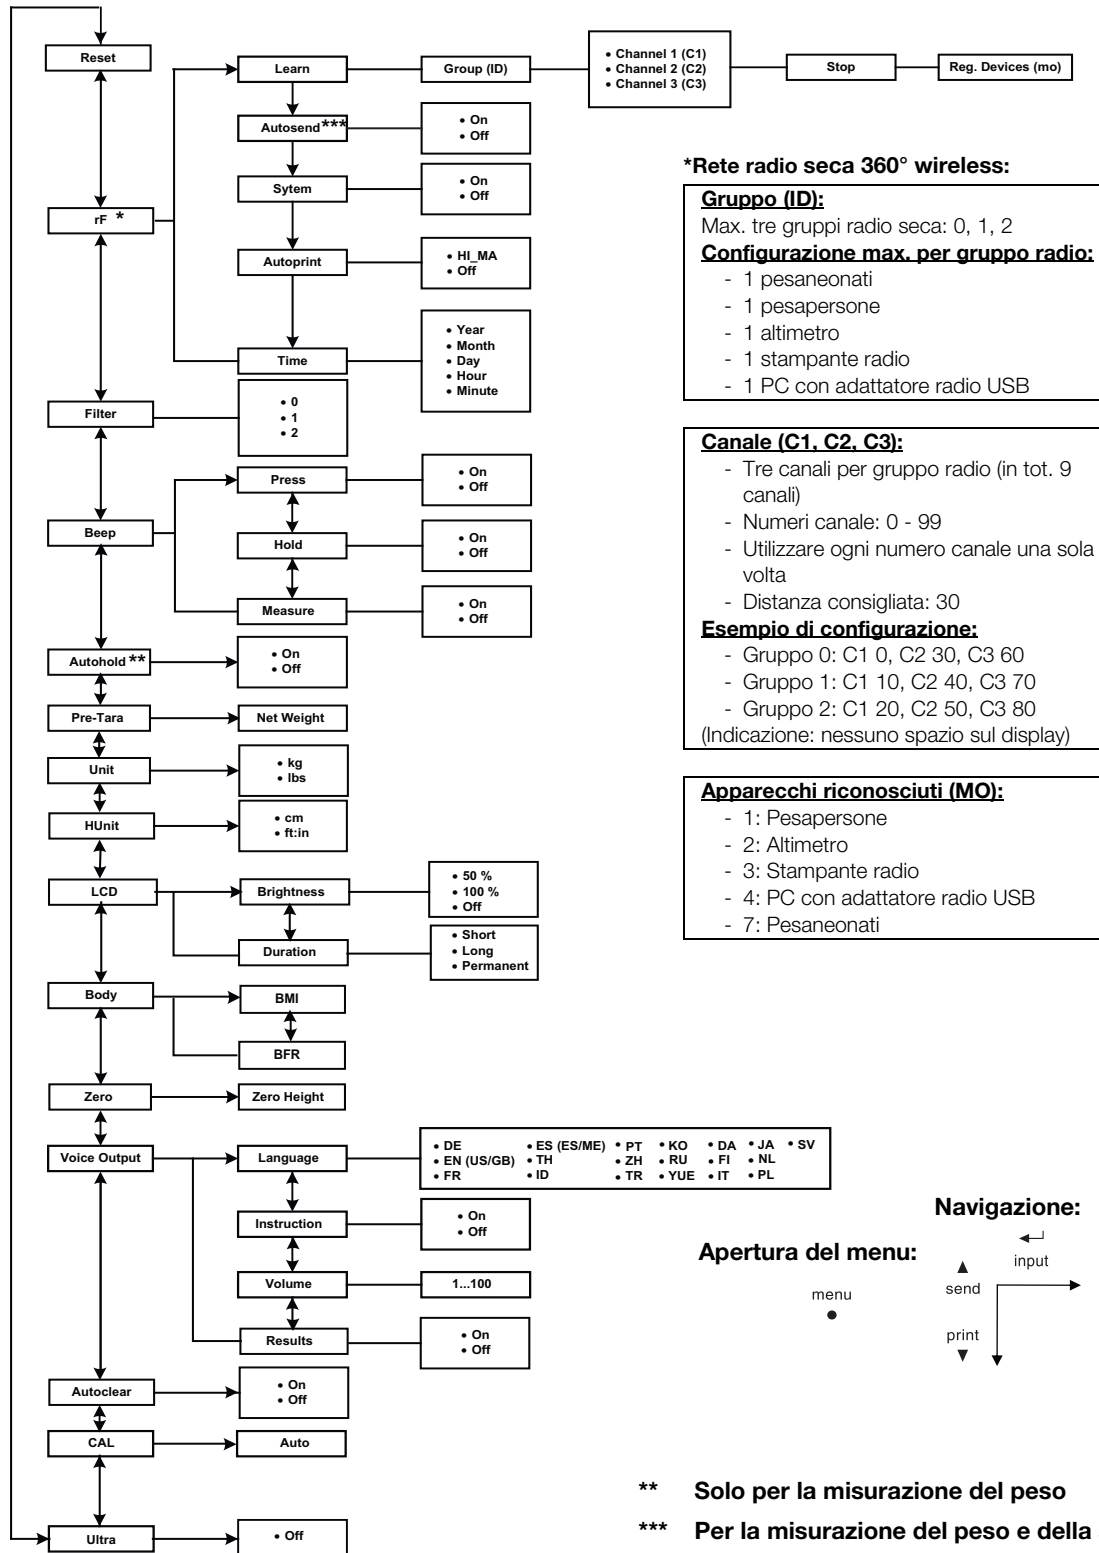 Reset
Learn
Group (ID)
• Channel 1 (C1)
• Channel 2 (C2)
• Channel 3 (C3)
Stop
Reg. Devices (mo)
Autosend***
• On
• Off
Sytem
• On
• Off
rF *
Autoprint
• HI_MA
• Off
Time
• Year
• Month
• Day
• Hour
• Minute
Filter
• 0
• 1
• 2
Beep
Press
• On
• Off
Hold
• On
• Off
Measure
• On
• Off
Autohold **
• On
• Off
Pre-Tara
Net Weight
Unit
• kg
• lbs
HUnit
• cm
• ft:in
LCD
Brightness
• 50 %
• 100 %
• Off
Duration
• Short
• Long
• Permanent
Body
BMI
BFR
Zero
Zero Height
Voice Output
Language
• DE • ES (ES/ME) • PT • KO • DA • JA • SV
• EN (US/GB) • TH • ZH • RU • FI • NL
• FR • ID • TR • YUE • IT • PL
Instruction
• On
• Off
Volume
1...100
Results
• On
• Off
Autoclear
• On
• Off
CAL
Auto
Ultra
• Off
*Rete radio seca 360° wireless:
Gruppo (ID):
Max. tre gruppi radio seca: 0, 1, 2
Configurazione max. per gruppo radio:
- 1 pesaneonati
- 1 pesapersone
- 1 altimetro
- 1 stampante radio
- 1 PC con adattatore radio USB
Canale (C1, C2, C3):
- Tre canali per gruppo radio (in tot. 9
canali)
- Numeri canale: 0 - 99
- Utilizzare ogni numero canale una sola
volta
- Distanza consigliata: 30
Esempio di configurazione:
- Gruppo 0: C1 0, C2 30, C3 60
- Gruppo 1: C1 10, C2 40, C3 70
- Gruppo 2: C1 20, C2 50, C3 80
(Indicazione: nessuno spazio sul display)
Apparecchi riconosciuti (MO):
- 1: Pesapersone
- 2: Altimetro
- 3: Stampante radio
- 4: PC con adattatore radio USB
- 7: Pesaneonati
Apertura del menu:
menu
Navigazione:
input
send
print
** Solo per la misurazione del peso
*** Per la misurazione del peso e della